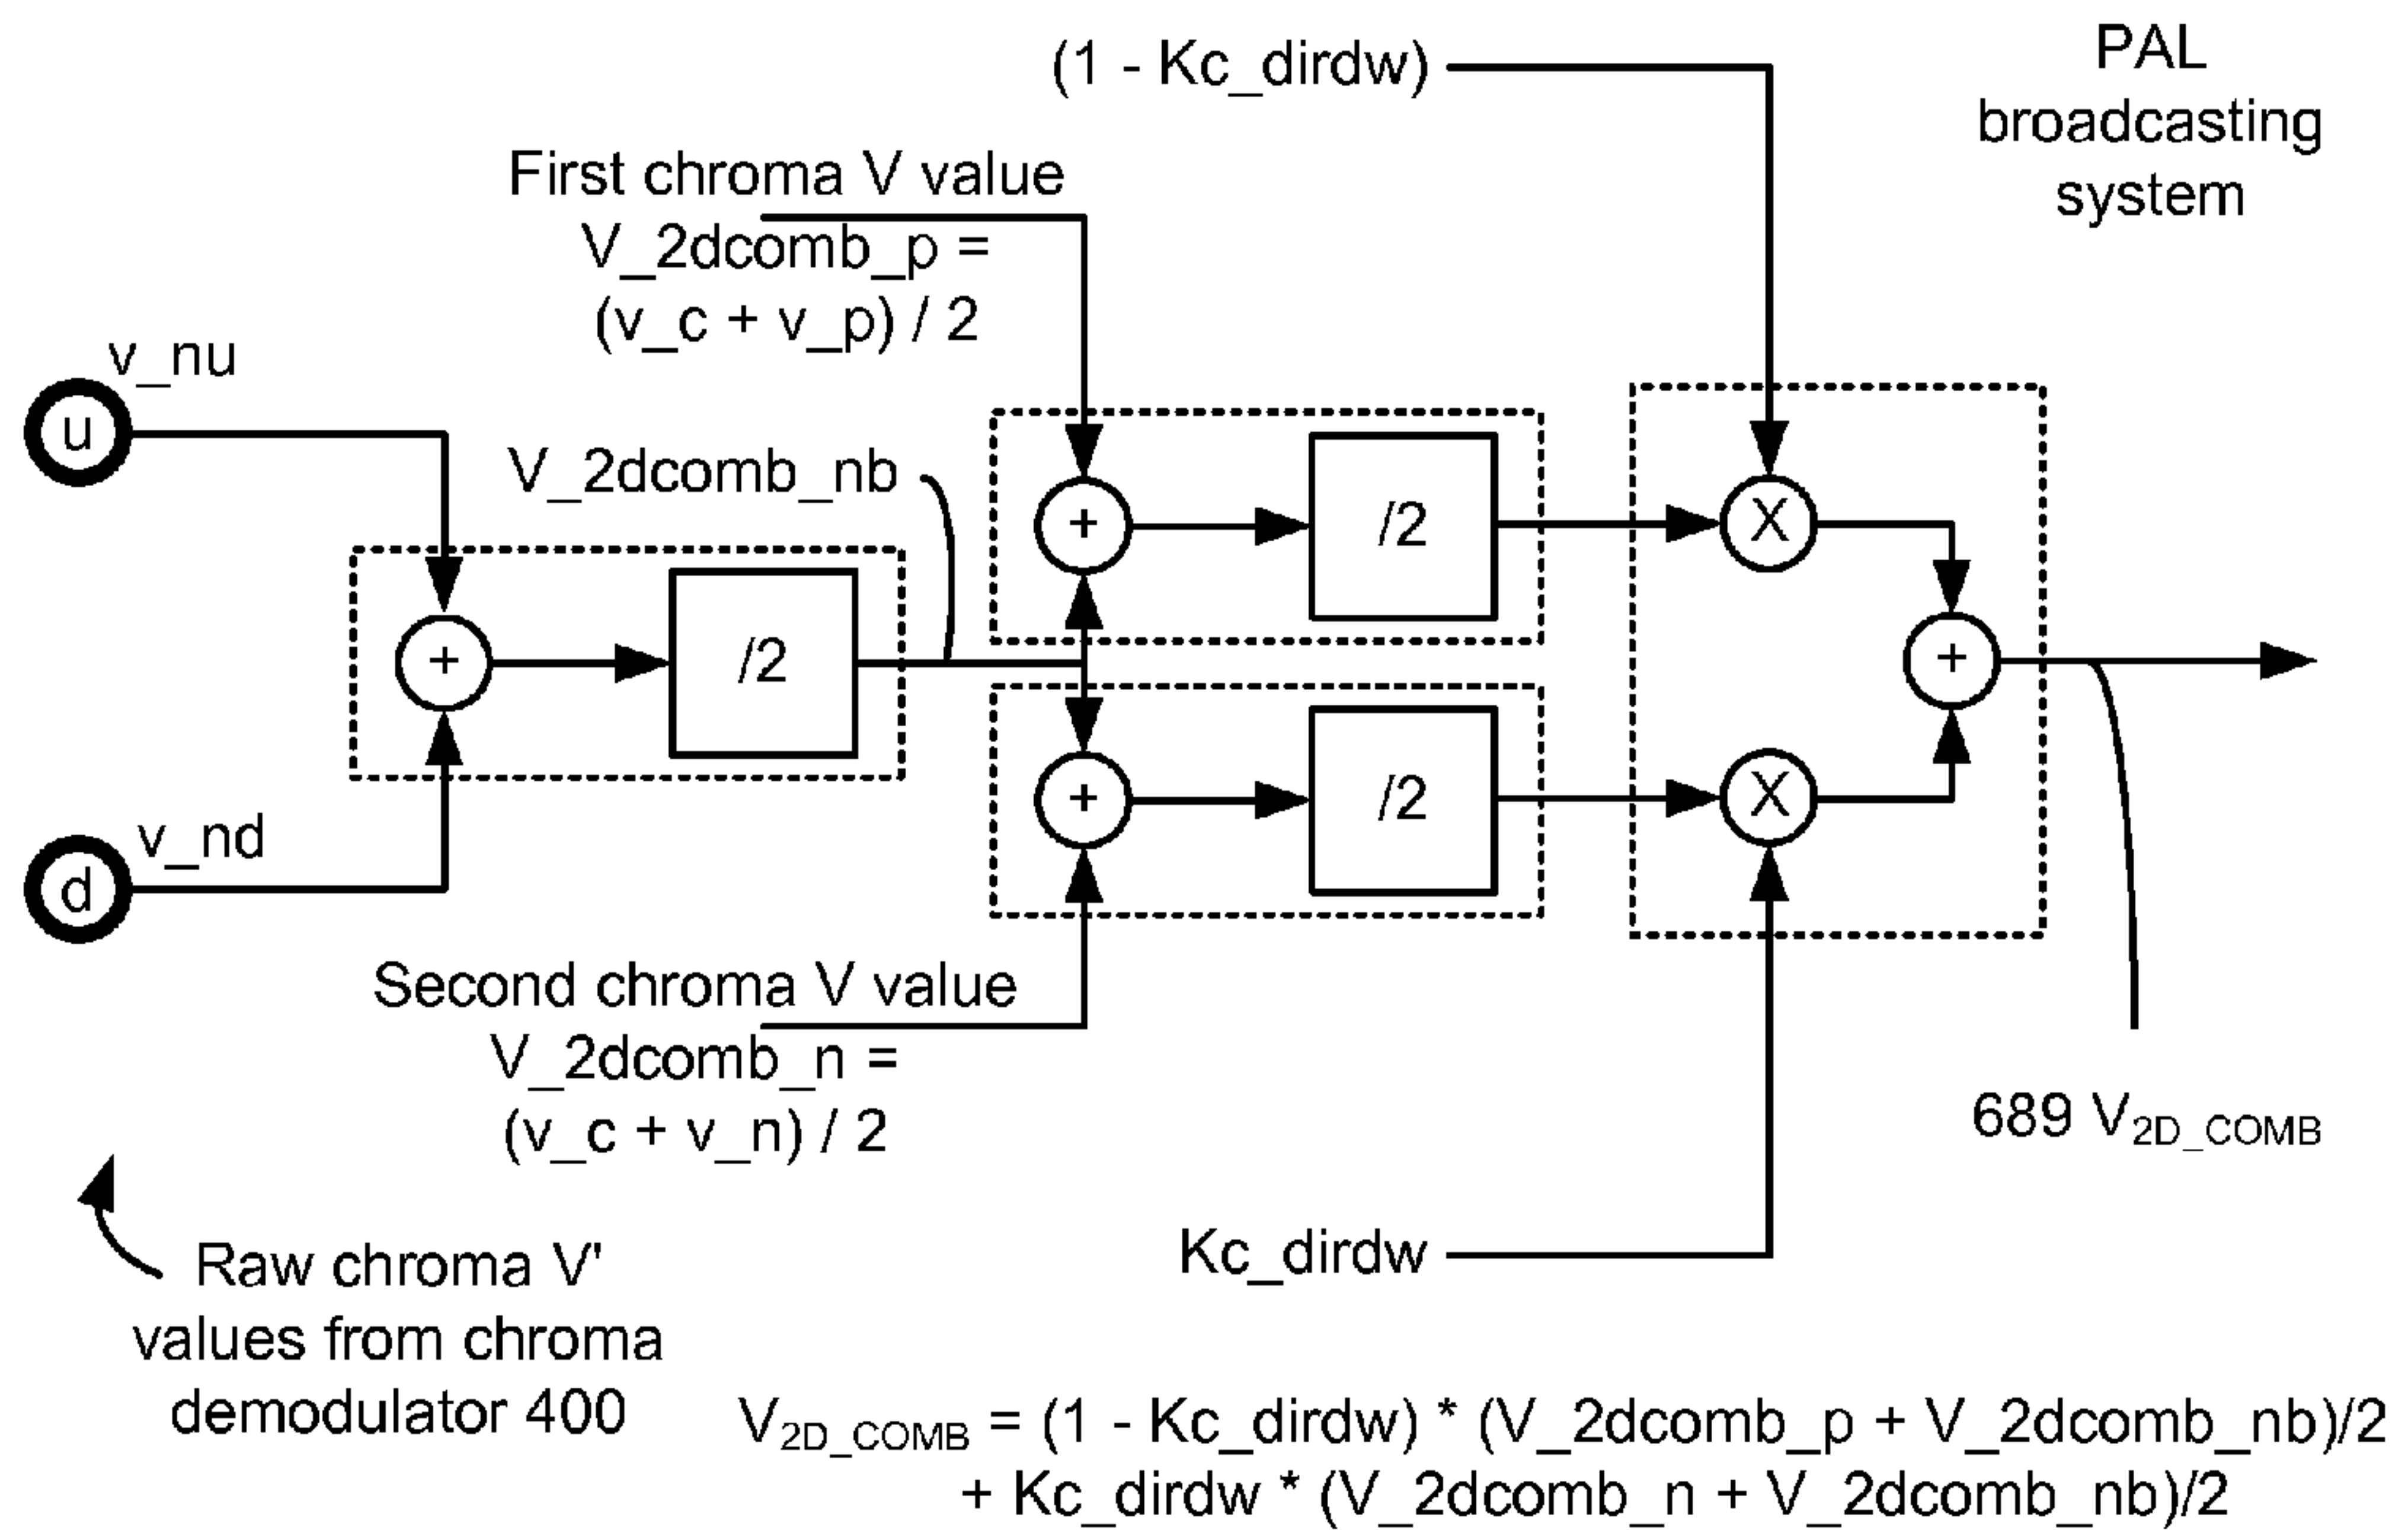 (1 - Kc_dirdw)
PAL
broadcasting
system
First chroma V value
V_2dcomb_p =
(v_c + v_p) / 2
v_nu
u
V_2dcomb_nb
+
/2
X
+
/2
+
+
/2
X
v_nd
d
Second chroma V value
V_2dcomb_n =
(v_c + v_n) / 2
689 V2D_COMB
Kc_dirdw
Raw chroma V'
values from chroma
demodulator 400
V2D_COMB = (1 - Kc_dirdw) * (V_2dcomb_p + V_2dcomb_nb)/2
+ Kc_dirdw * (V_2dcomb_n + V_2dcomb_nb)/2